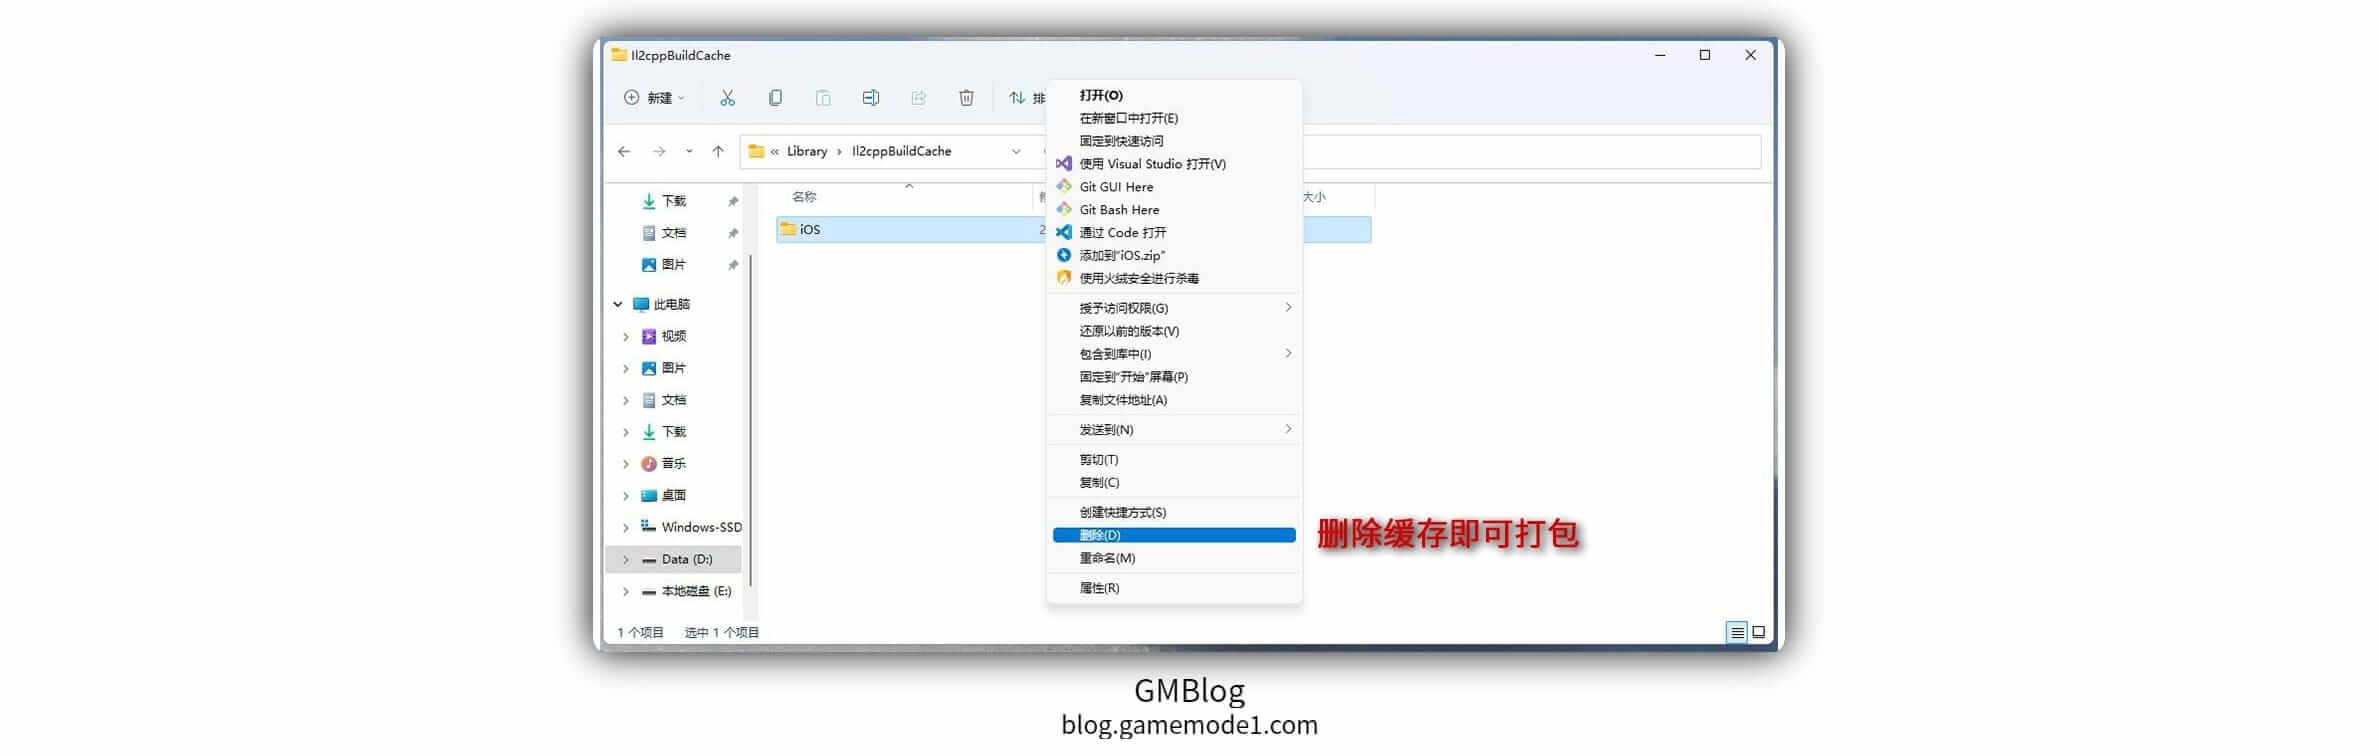 Il2cppBuildCache
新建
排
« Library › Il2cppBuildCache
下载
文档
图片
此电脑
视频
图片
文档
下载
音乐
桌面
Windows-SSD
Data (D:)
本地磁盘 (E:)
名称
大小
iOS
2
打开(O)
在新窗口中打开(E)
固定到快速访问
使用 Visual Studio 打开(V)
Git GUI Here
Git Bash Here
通过 Code 打开
添加到"iOS.zip"
使用火绒安全进行杀毒
授予访问权限(G)
还原以前的版本(V)
包含到库中(I)
固定到"开始"屏幕(P)
复制文件地址(A)
发送到(N)
剪切(T)
复制(C)
创建快捷方式(S)
删除(D)
重命名(M)
属性(R)
删除缓存即可打包
1 个项目
选中 1 个项目
GMBlog
blog.gamemode1.com